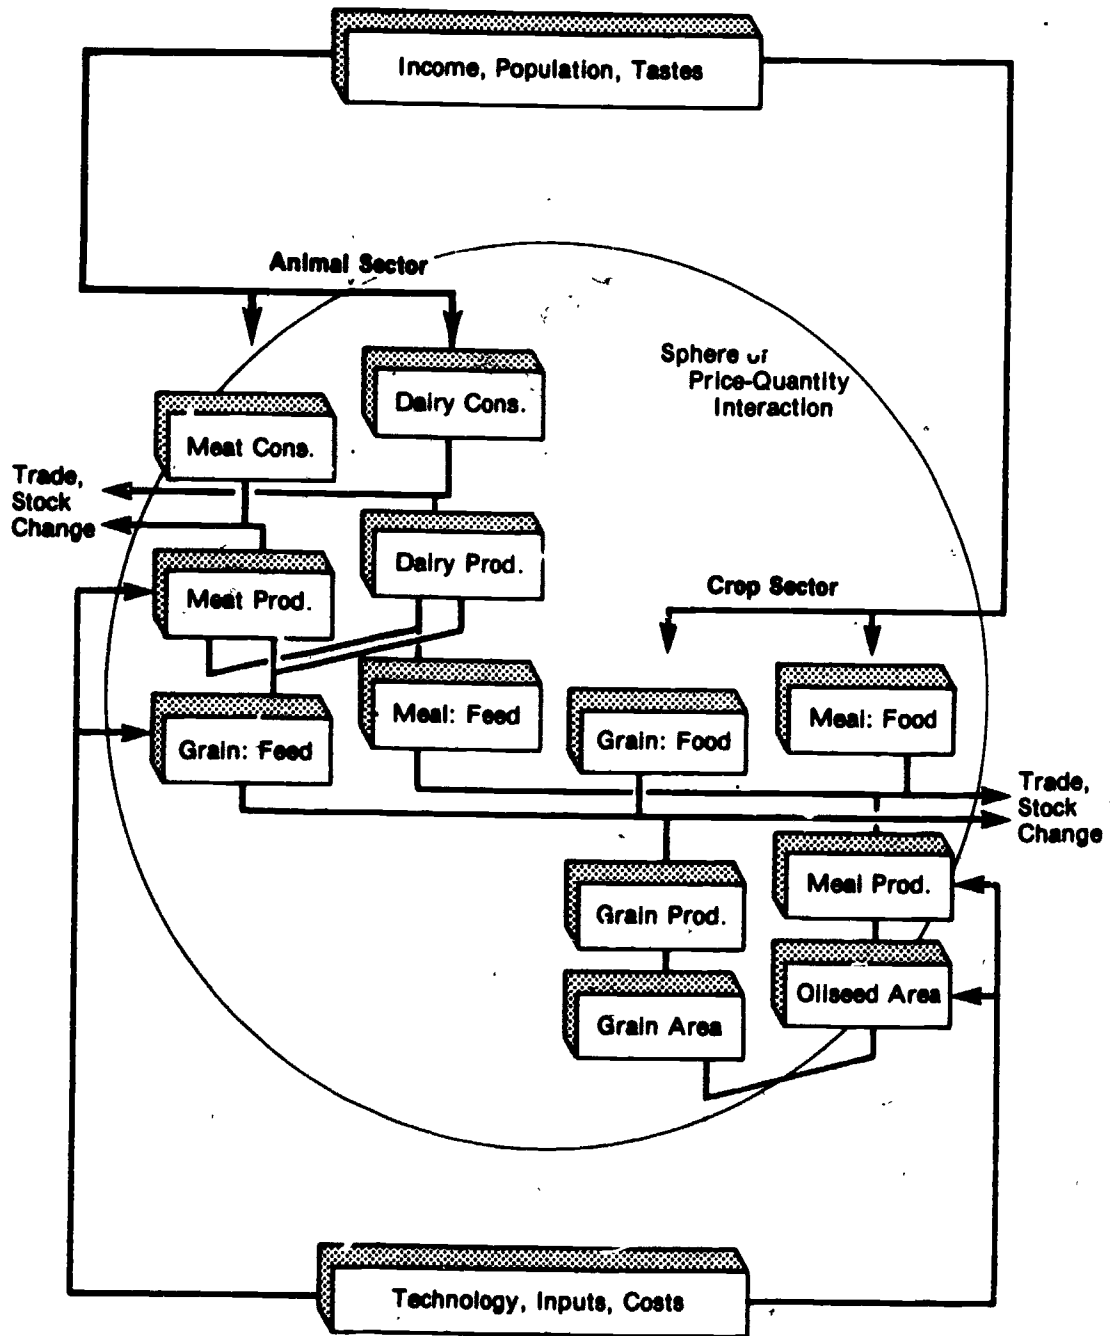 Income, Population, Tastes
Animal Sector
Sphere of
Price-Quantity
Interaction
Dairy Cons.
Meat Cons.
Trade,
Stock
Change
Dairy Prod.
Meat Prod.
Crop Sector
Meal: Feed
Grain: Feed
Grain: Food
Meal: Food
Trade,
Stock
Change
Meal Prod.
Grain Prod.
Oilseed Area
Grain Area
Technology, Inputs, Costs